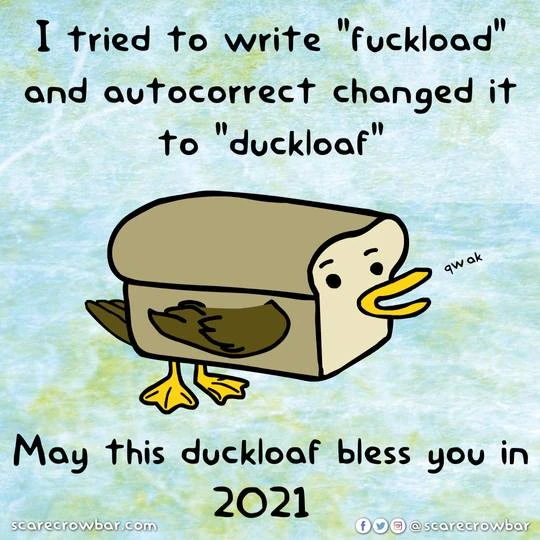 I tried to write "fuckload"
and autocorrect changed it
to "duckloaf"
qwak
May this duckloaf bless you in
2021
scarecrowbar.com
@scarecrowbar